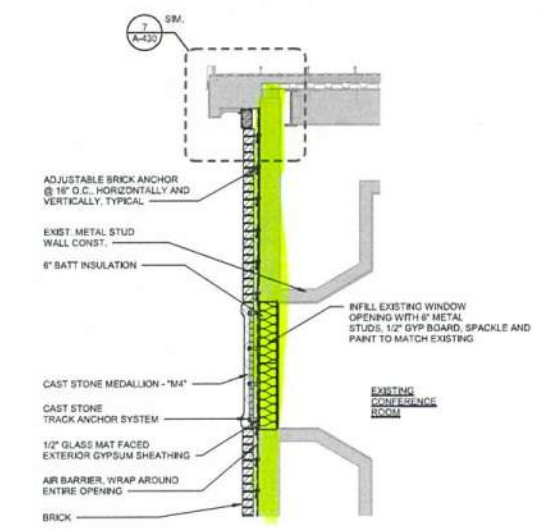 SIM.
7
A-430
ADJUSTABLE BRICK ANCHOR
@ 16" O.C., HORIZONTALLY AND
VERTICALLY, TYPICAL
EXIST. METAL STUD
WALL CONST.
6" BATT INSULATION
INFILL EXISTING WINDOW
OPENING WITH 6" METAL
STUDS, 1/2" GYP BOARD, SPACKLE AND
PAINT TO MATCH EXISTING
CAST STONE MEDALLION - "M4"
EXISTING
CONFERENCE
ROOM
CAST STONE
TRACK ANCHOR SYSTEM
1/2" GLASS MAT FACED
EXTERIOR GYPSUM SHEATHING
AIR BARRIER, WRAP AROUND
ENTIRE OPENING
BRICK